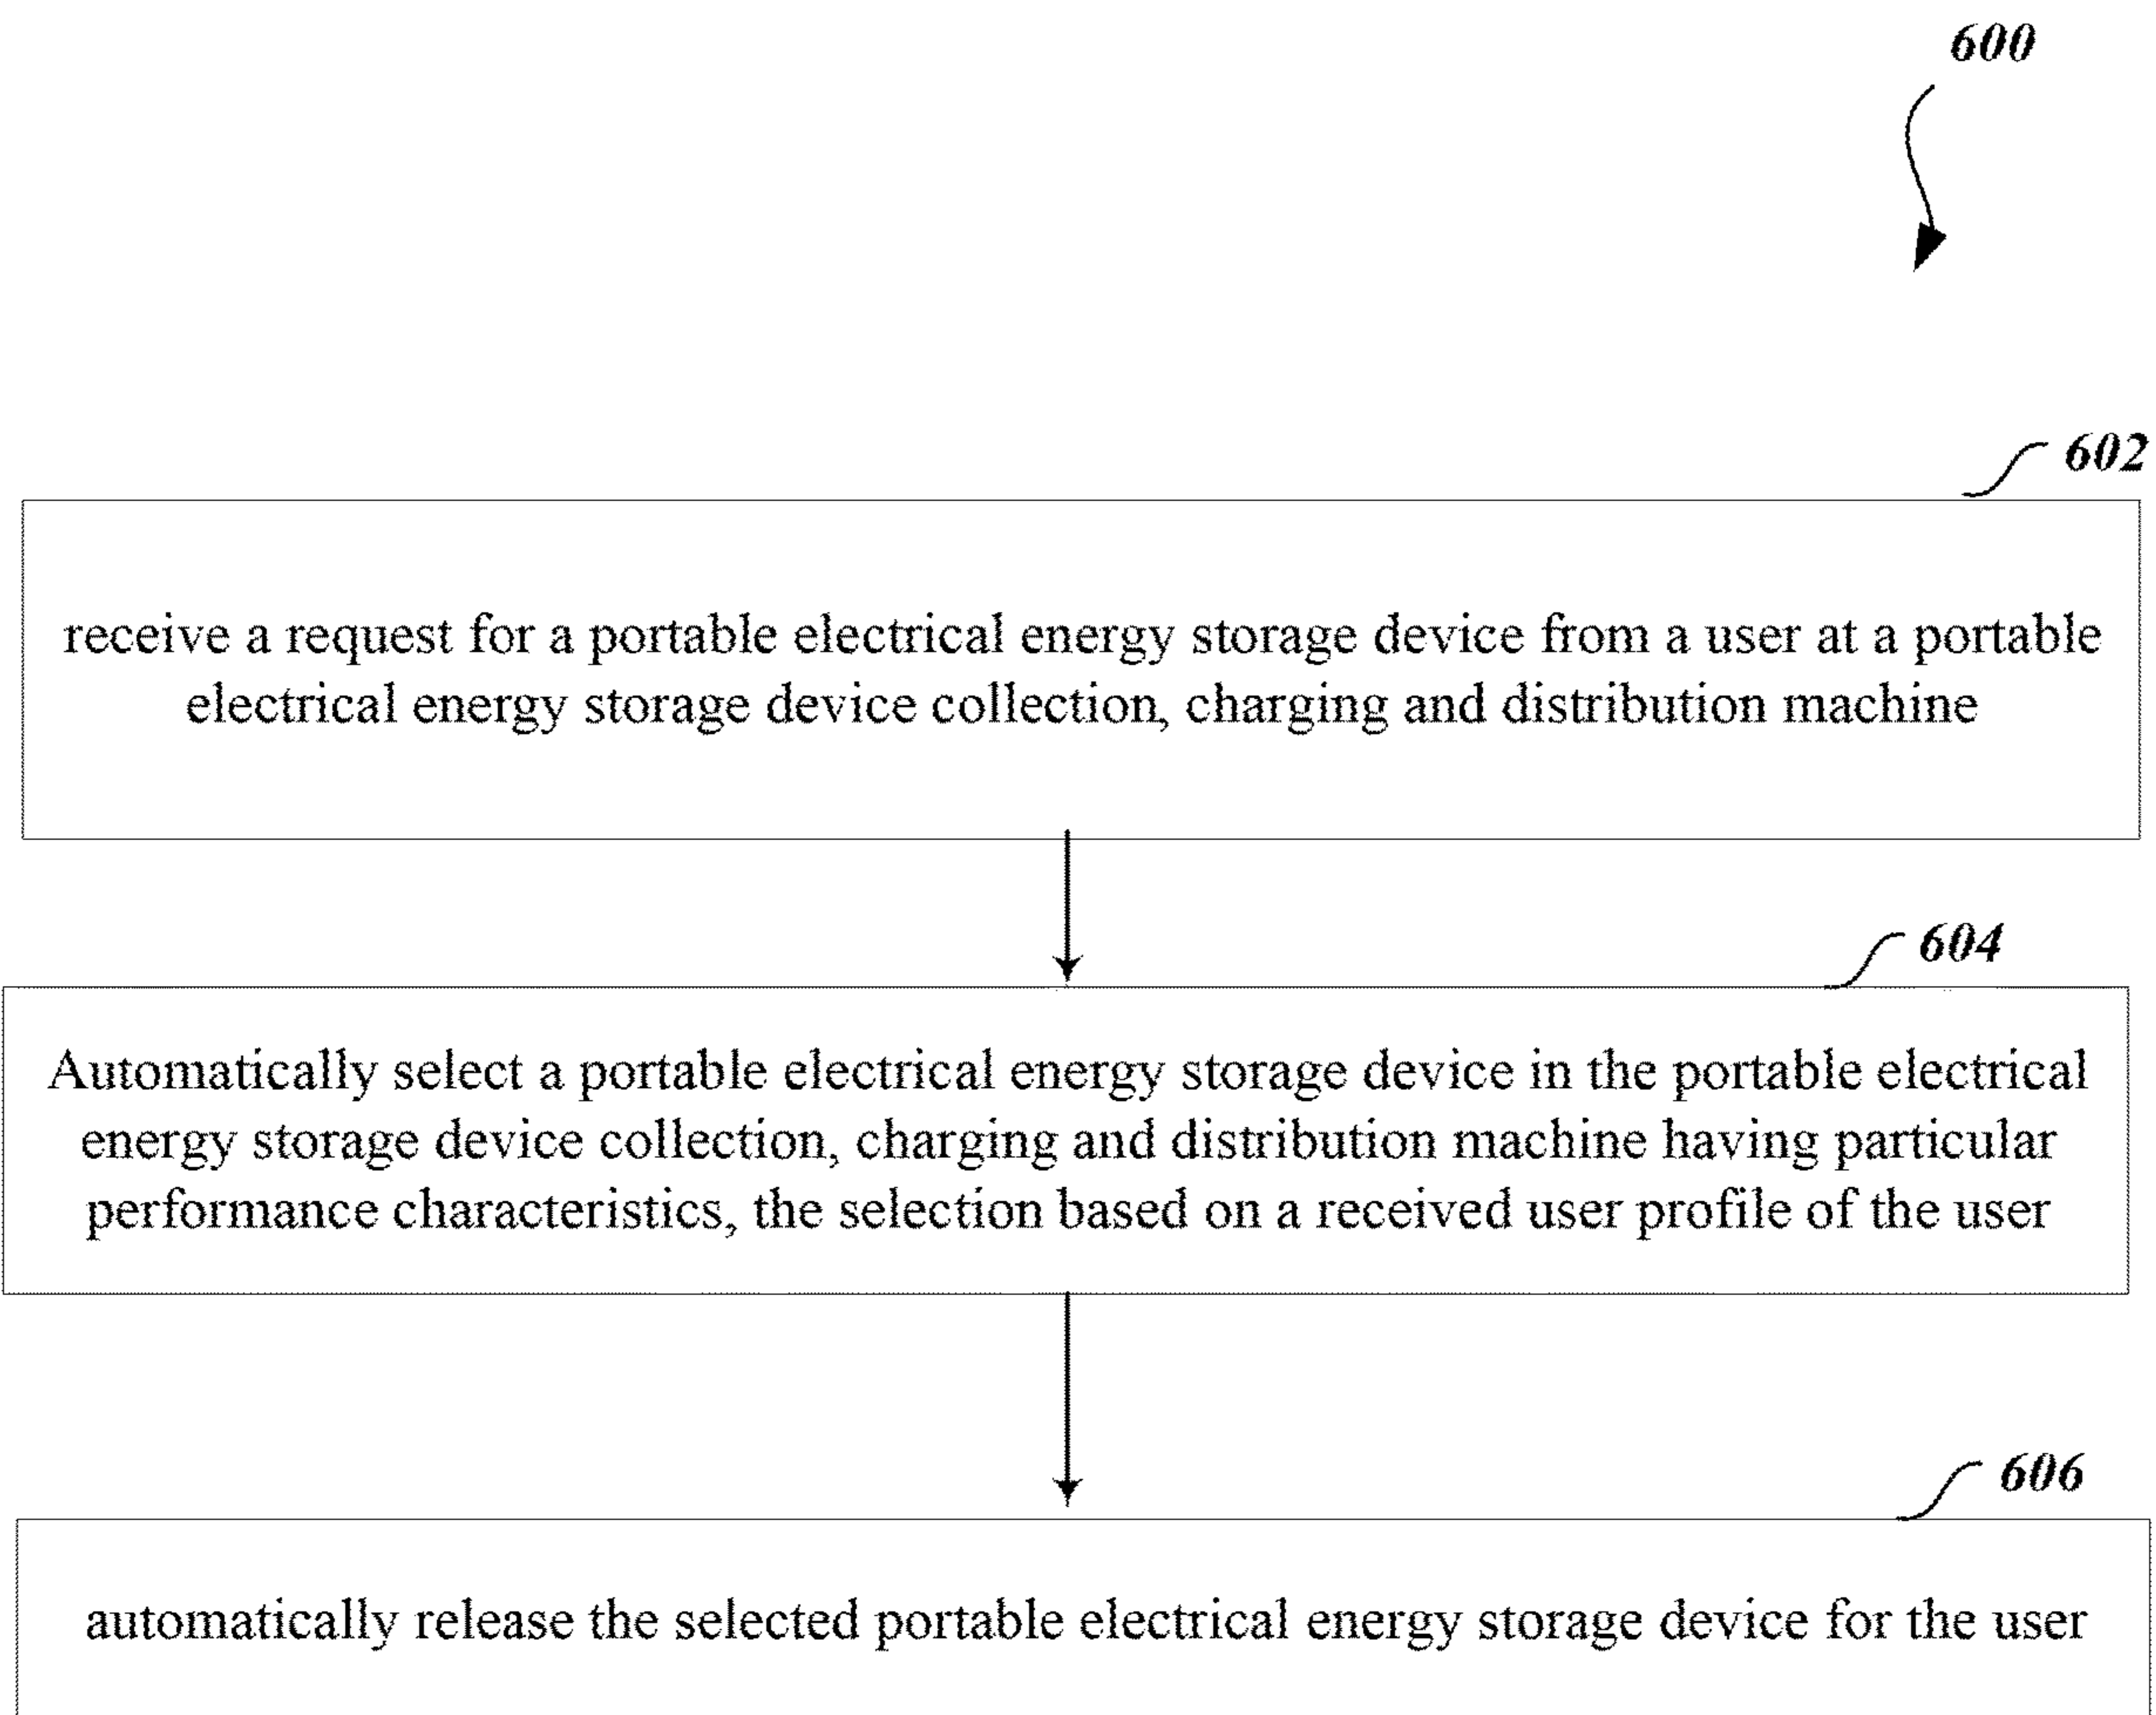 600
602
receive a request for a portable electrical energy storage device from a user at a portable
electrical energy storage device collection, charging and distribution machine
604
Automatically select a portable electrical energy storage device in the portable electrical
energy storage device collection, charging and distribution machine having particular
performance characteristics, the selection based on a received user profile of the user
606
automatically release the selected portable electrical energy storage device for the user